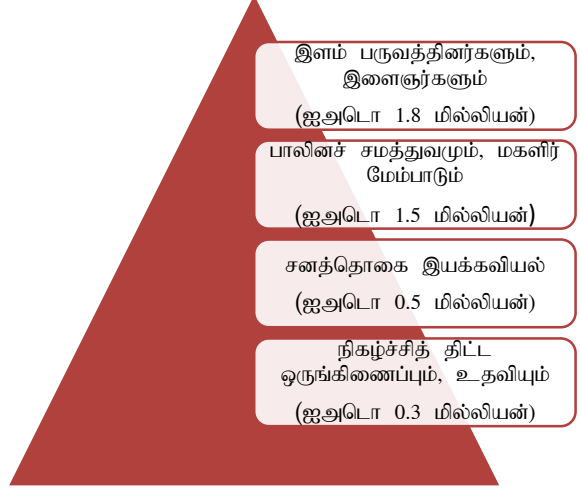 இளம் பருவத்தினர்களும்,
இளைஞர்களும்
(ஐஅடொ 1.8 மில்லியன்)
பாலினச் சமத்துவமும், மகளிர்
மேம்பாடும்
(ஐஅடொ 1.5 மில்லியன்)
சனத்தொகை இயக்கவியல்
(ஐஅடொ 0.5 மில்லியன்)
நிகழ்ச்சித் திட்ட
ஒருங்கிணைப்பும், உதவியும்
(ஐஅடொ 0.3 மில்லியன்)